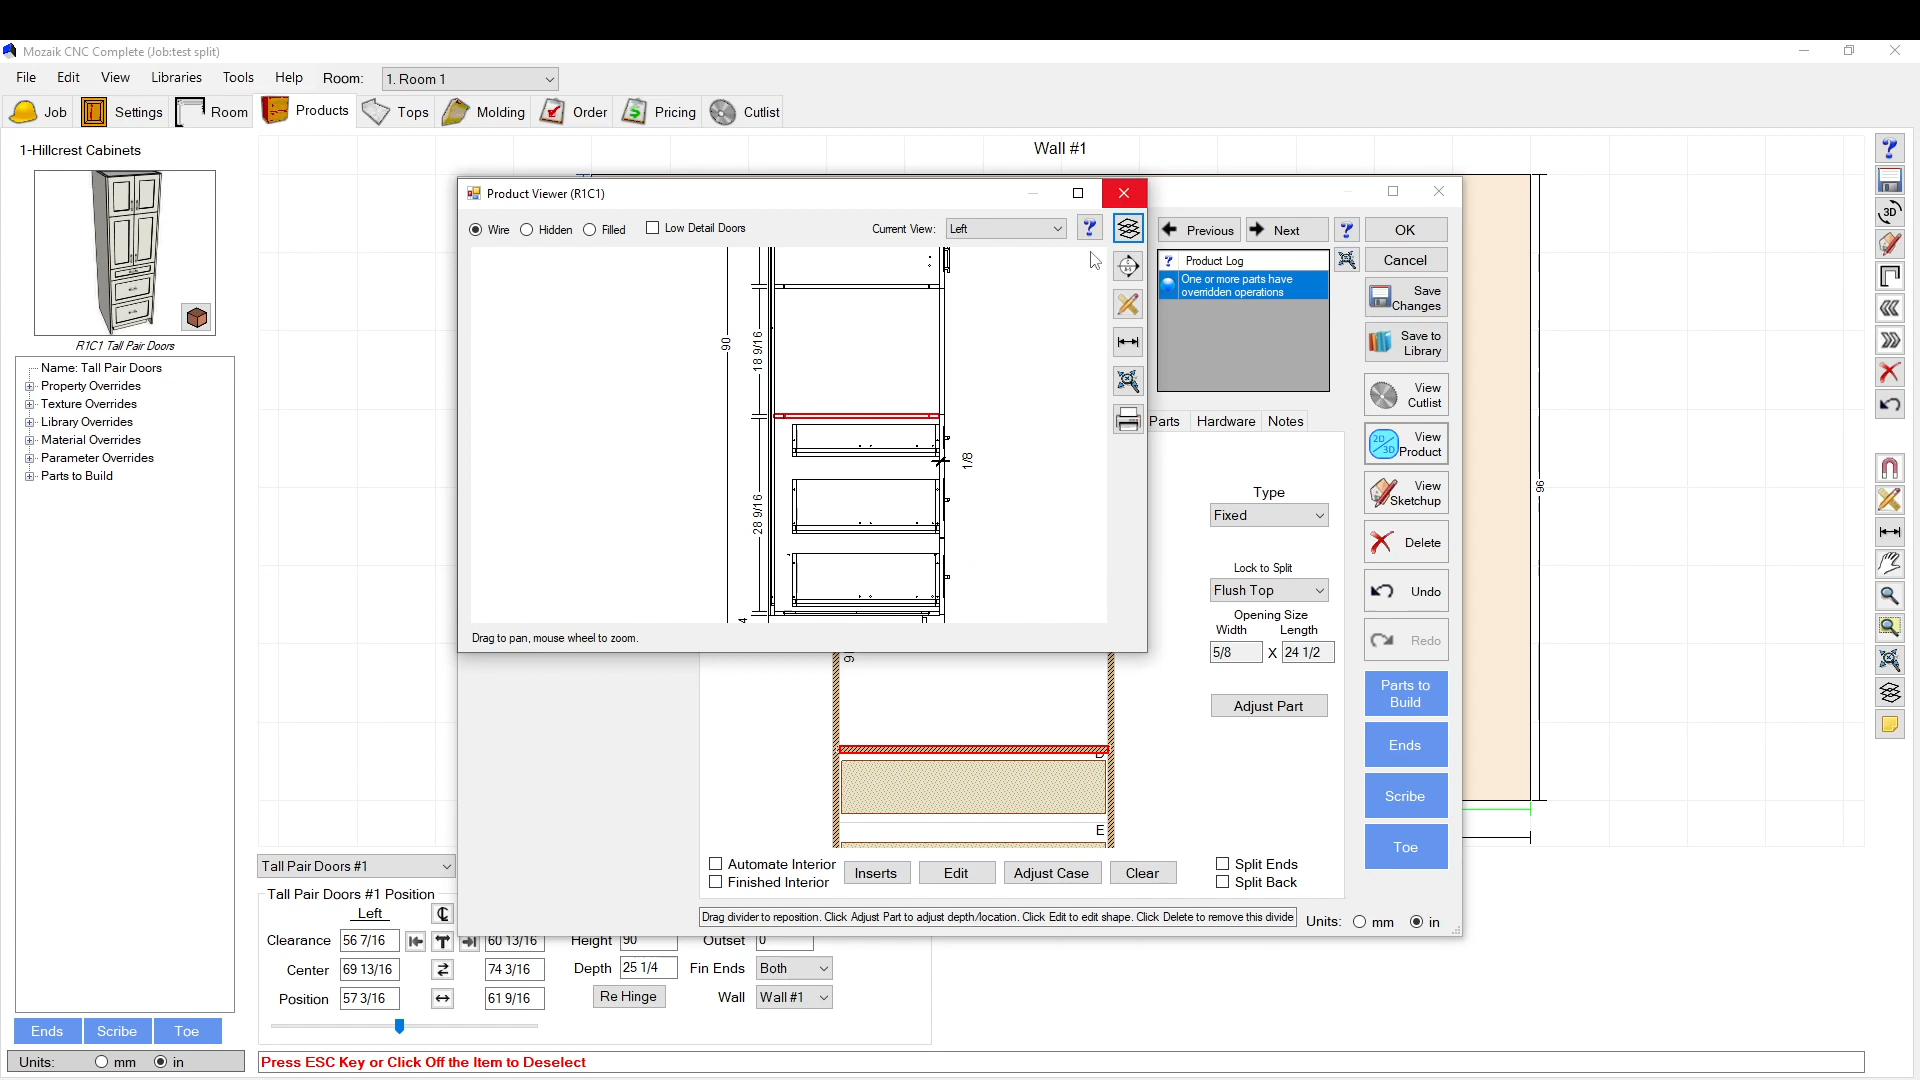 Mozaik CNC Complete (Job:test split)
File Edit View Libraries Tools Help Room: 1. Room 1
Job Settings Room Products Tops Molding Order Pricing Cutlist
1-Hillcrest Cabinets
R1C1 Tall Pair Doors
Name: Tall Pair Doors
Property Overrides
Texture Overrides
Library Overrides
Material Overrides
Parameter Overrides
Parts to Build
Ends Scribe Toe
Units: mm in
Wall #1
96
3D
Product Viewer (R1C1)
Wire Hidden Filled Low Detail Doors Current View: Left
90
18 9/16
28 9/16
4
1/8
Drag to pan, mouse wheel to zoom.
Previous Next OK
Product Log
One or more parts have
overridden operations
Cancel
Save
Changes
Save to
Library
View
Cutlist
2D
3D
View
Product
View
Sketchup
Delete
Undo
Redo
Parts to
Build
Ends
Scribe
Toe
Parts Hardware Notes
Type
Fixed
Lock to Split
Flush Top
Opening Size
Width Length
5/8 X 24 1/2
Adjust Part
E
Automate Interior
Finished Interior
Inserts Edit Adjust Case Clear
Split Ends
Split Back
Drag divider to reposition. Click Adjust Part to adjust depth/location. Click Edit to edit shape. Click Delete to remove this divide
Units: mm in
Tall Pair Doors #1
Tall Pair Doors #1 Position
Left
Clearance 56 7/16 60 13/16 Height 90 Outset 0
Center 69 13/16 74 3/16 Depth 25 1/4 Fin Ends Both
Position 57 3/16 61 9/16 Re Hinge Wall Wall #1
Press ESC Key or Click Off the Item to Deselect